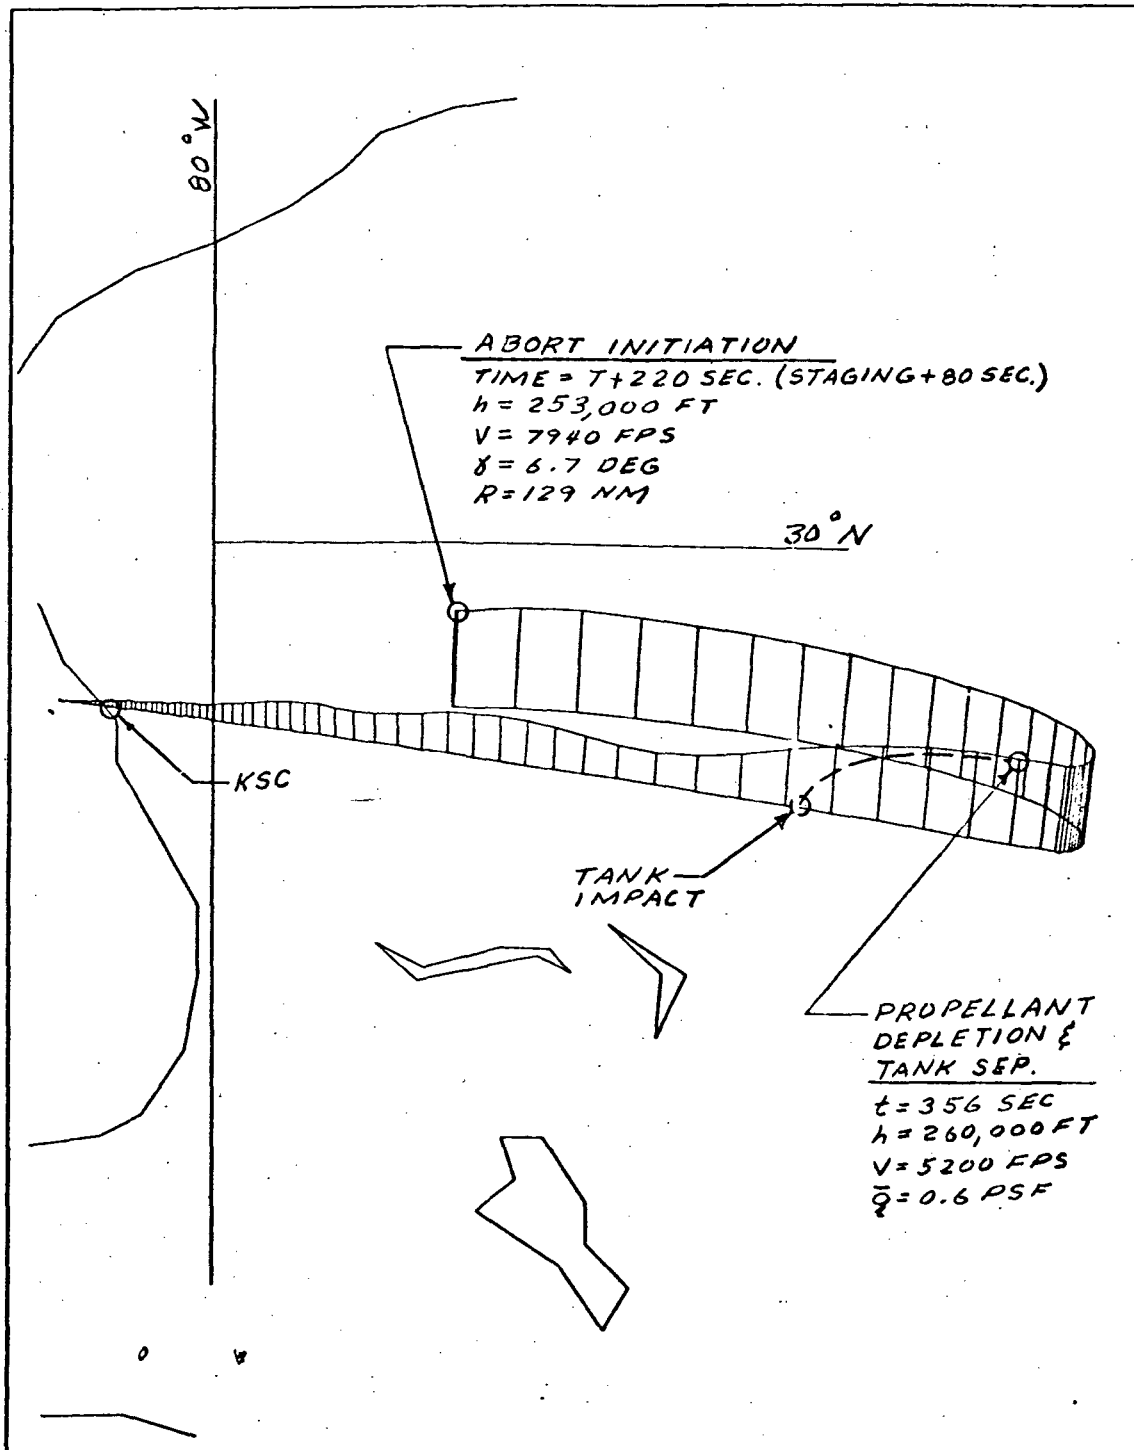 80°W
ABORT INITIATION
TIME = T+220 SEC. (STAGING+80 SEC.)
h = 253,000 FT
V = 7940 FPS
γ = 6.7 DEG
R = 129 NM
30°N
KSC
TANK
IMPACT
PROPELLANT
DEPLETION &
TANK SEP.
t = 356 SEC
h = 260,000 FT
V = 5200 FPS
q̄ = 0.6 PSF